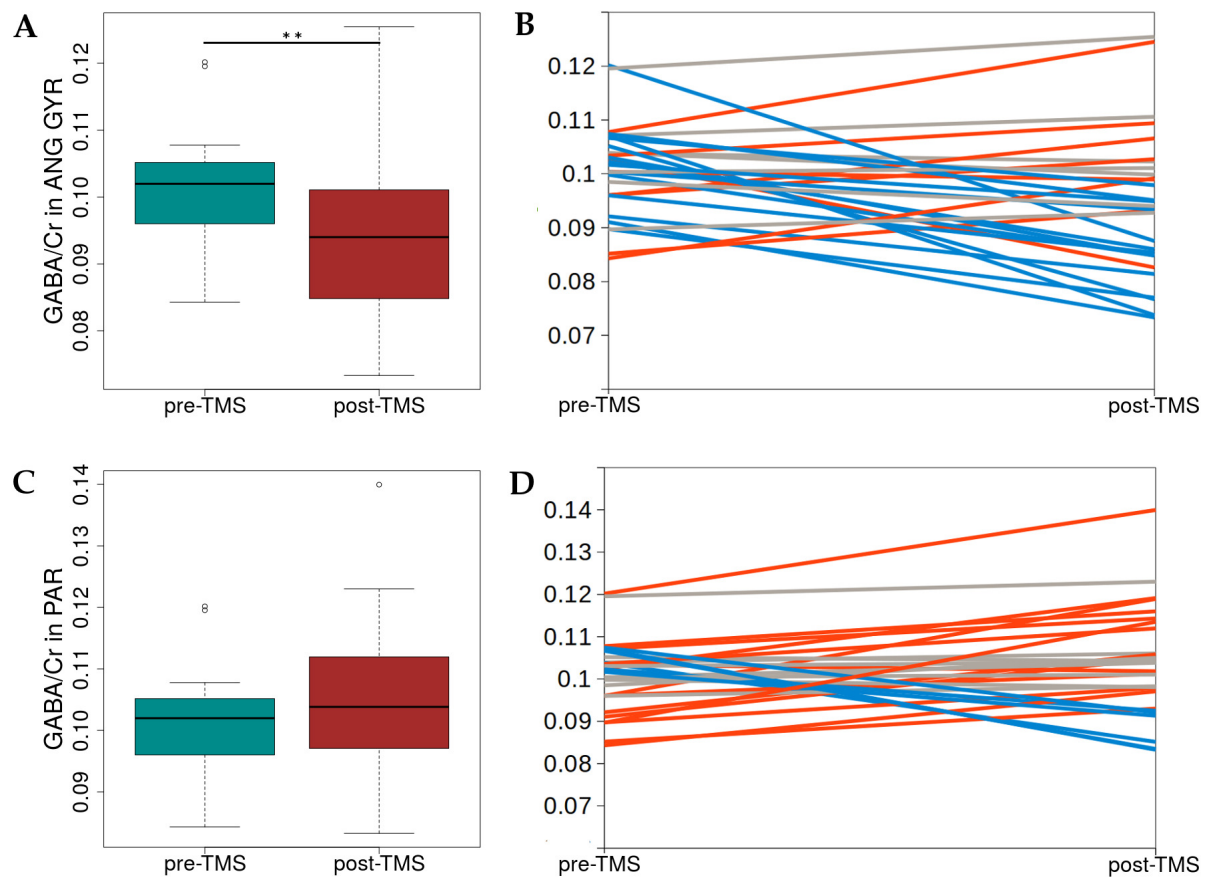 A
GABA/Cr in ANG GYR
0.12
0.11
0.10
0.09
0.08
**
pre-TMS
post-TMS
B
0.12
0.11
0.1
0.09
0.08
0.07
pre-TMS
post-TMS
C
GABA/Cr in PAR
0.14
0.13
0.12
0.11
0.10
0.09
pre-TMS
post-TMS
D
0.14
0.13
0.12
0.11
0.1
0.09
0.08
0.07
pre-TMS
post-TMS